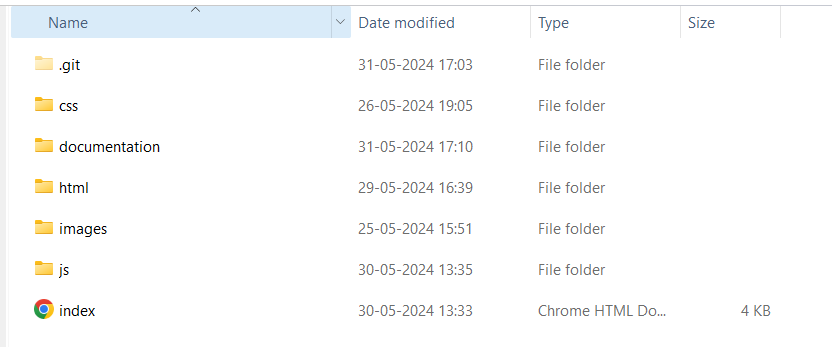 Name Date modified Type Size
.git 31-05-2024 17:03 File folder
css 26-05-2024 19:05 File folder
documentation 31-05-2024 17:10 File folder
html 29-05-2024 16:39 File folder
images 25-05-2024 15:51 File folder
js 30-05-2024 13:35 File folder
index 30-05-2024 13:33 Chrome HTML Do... 4 KB